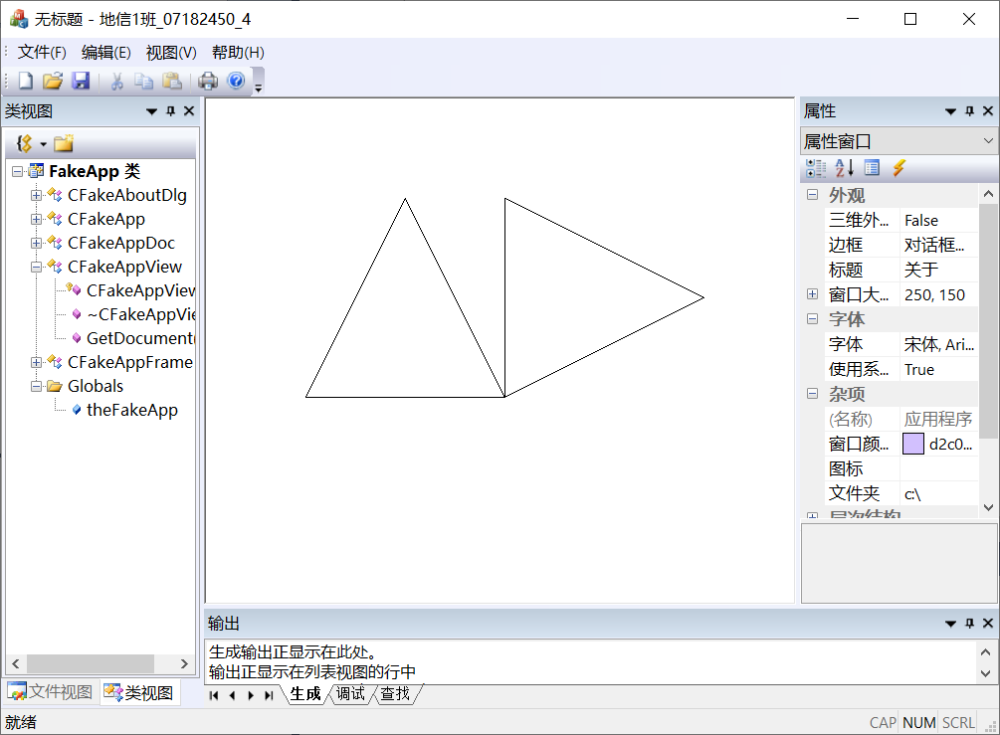 无标题 - 地信1班_07182450_4
文件(F) 编辑(E) 视图(V) 帮助(H)
类视图
FakeApp 类
CFakeAboutDlg
CFakeApp
CFakeAppDoc
CFakeAppView
CFakeAppView
~CFakeAppVie
GetDocument(
CFakeAppFrame
Globals
theFakeApp
文件视图 类视图
属性
属性窗口
外观
三维外... False
边框 对话框...
标题 关于
窗口大... 250, 150
字体
字体 宋体, Ari...
使用系... True
杂项
(名称) 应用程序
窗口颜... d2c0...
图标
文件夹 c:\
层次结构
输出
生成输出正显示在此处。
输出正显示在列表视图的行中
生成 调试 查找
就绪
CAP NUM SCRL